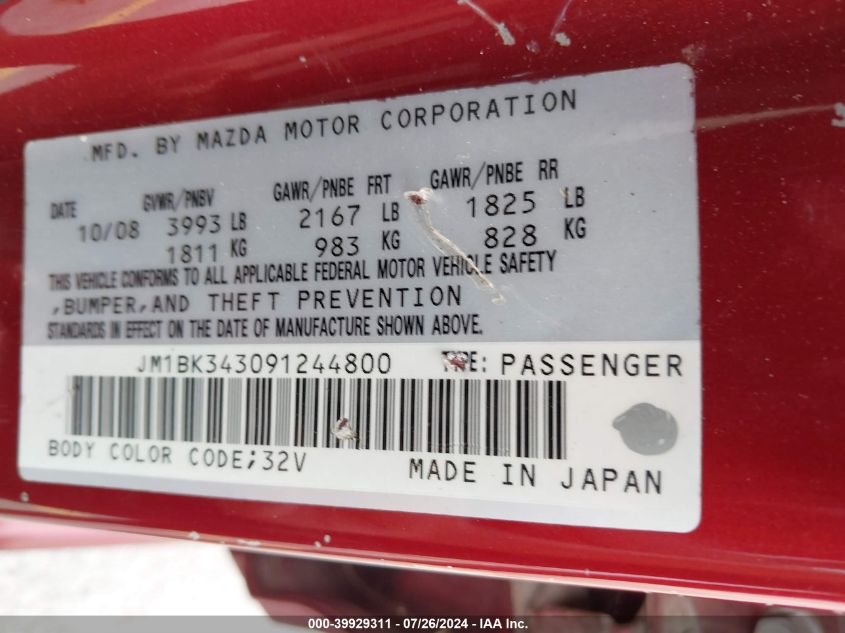 MFD. BY MAZDA MOTOR CORPORATION
DATE GVWR/PNBV GAWR/PNBE FRT GAWR/PNBE RR
10/08 3993 LB 2167 LB 1825 LB
1811 KG 983 KG 828 KG
THIS VEHICLE CONFORMS TO ALL APPLICABLE FEDERAL MOTOR VEHICLE SAFETY
,BUMPER,AND THEFT PREVENTION
STANDARDS IN EFFECT ON THE DATE OF MANUFACTURE SHOWN ABOVE.
JM1BK343091244800 TYPE: PASSENGER
BODY COLOR CODE;32V MADE IN JAPAN
000-39929311 - 07/26/2024 - IAA Inc.